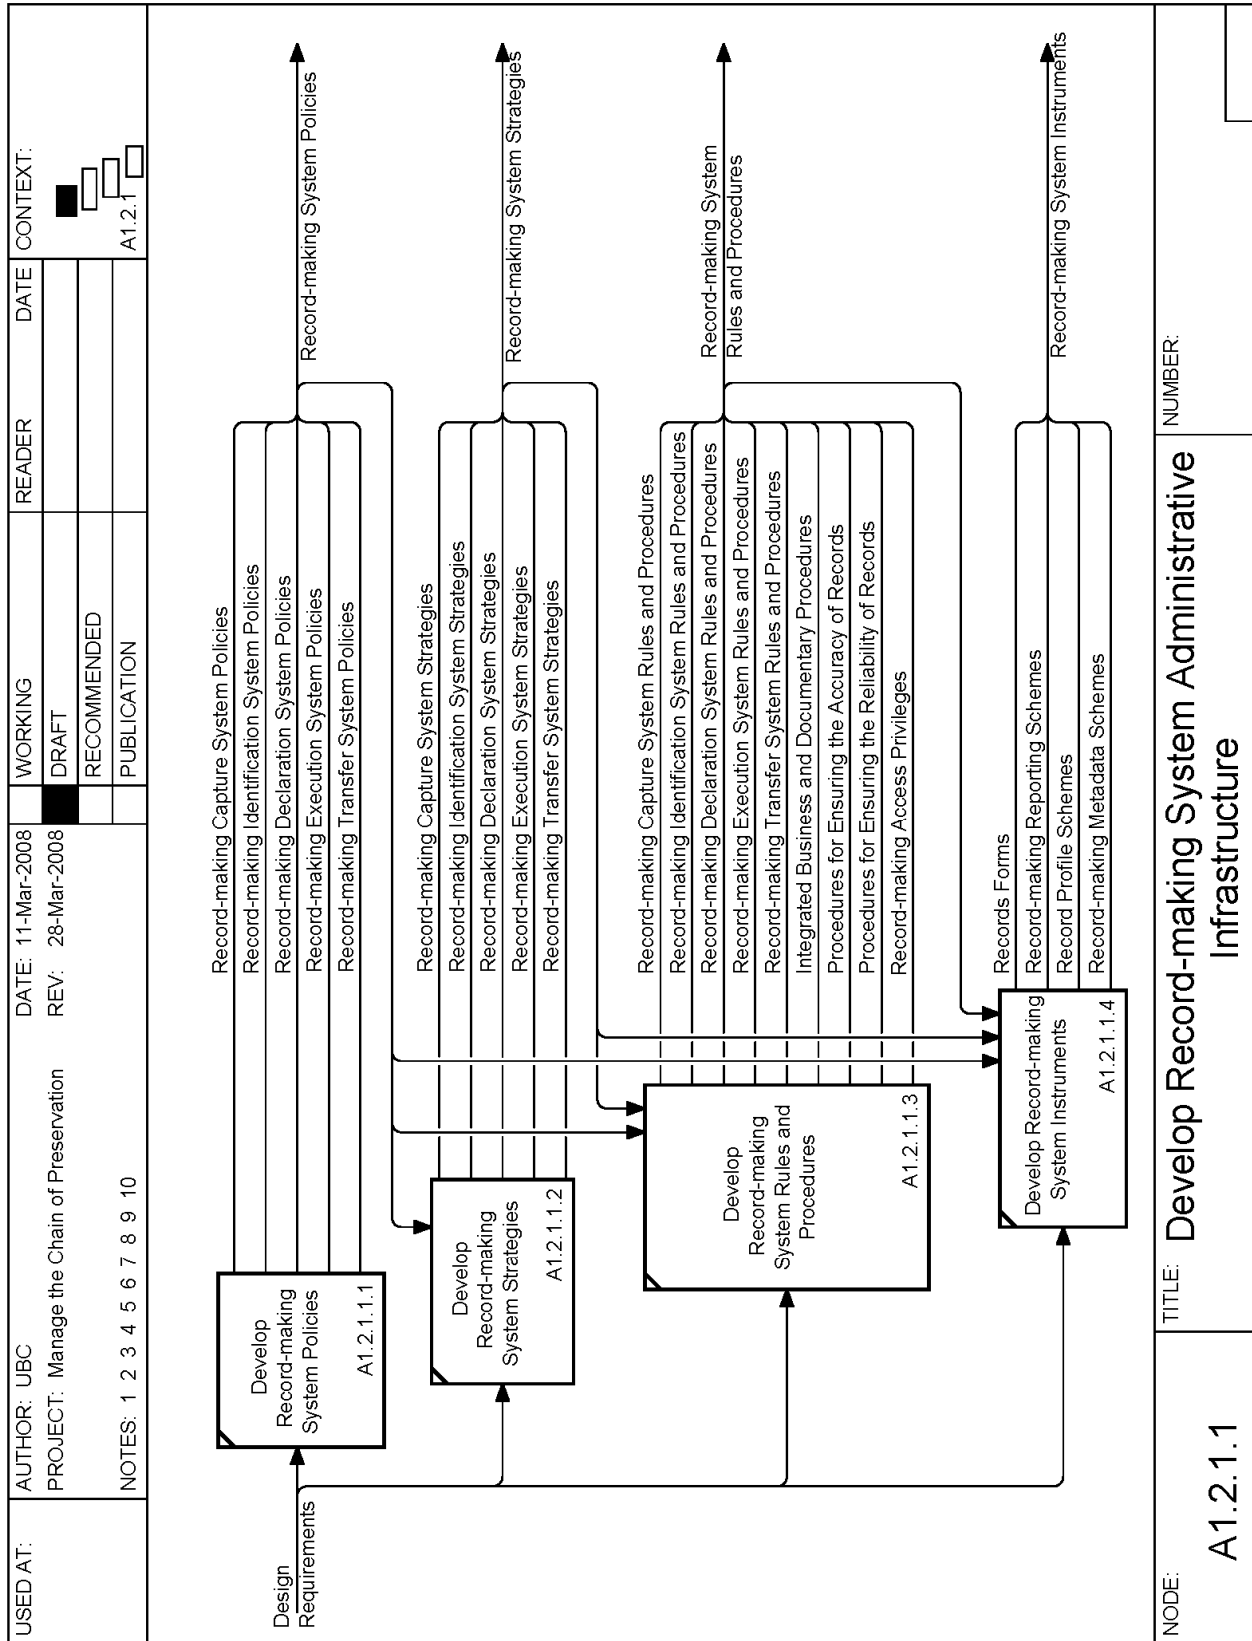 USED AT:
AUTHOR: UBC
PROJECT: Manage the Chain of Preservation
NOTES: 1 2 3 4 5 6 7 8 9 10
DATE: 11-Mar-2008
REV: 28-Mar-2008
WORKING
DRAFT
RECOMMENDED
PUBLICATION
READER
DATE
CONTEXT:
A1.2.1
Design
Requirements
Develop
Record-making
System Policies
A1.2.1.1.1
Record-making Capture System Policies
Record-making Identification System Policies
Record-making Declaration System Policies
Record-making Execution System Policies
Record-making Transfer System Policies
Record-making System Policies
Develop
Record-making
System Strategies
A1.2.1.1.2
Record-making Capture System Strategies
Record-making Identification System Strategies
Record-making Declaration System Strategies
Record-making Execution System Strategies
Record-making Transfer System Strategies
Record-making System Strategies
Develop
Record-making
System Rules and
Procedures
A1.2.1.1.3
Record-making Capture System Rules and Procedures
Record-making Identification System Rules and Procedures
Record-making Declaration System Rules and Procedures
Record-making Execution System Rules and Procedures
Record-making Transfer System Rules and Procedures
Integrated Business and Documentary Procedures
Procedures for Ensuring the Accuracy of Records
Procedures for Ensuring the Reliability of Records
Record-making Access Privileges
Record-making System
Rules and Procedures
Develop Record-making
System Instruments
A1.2.1.1.4
Records Forms
Record-making Reporting Schemes
Record Profile Schemes
Record-making Metadata Schemes
Record-making System Instruments
NODE:
A1.2.1.1
TITLE:
Develop Record-making System Administrative
Infrastructure
NUMBER: